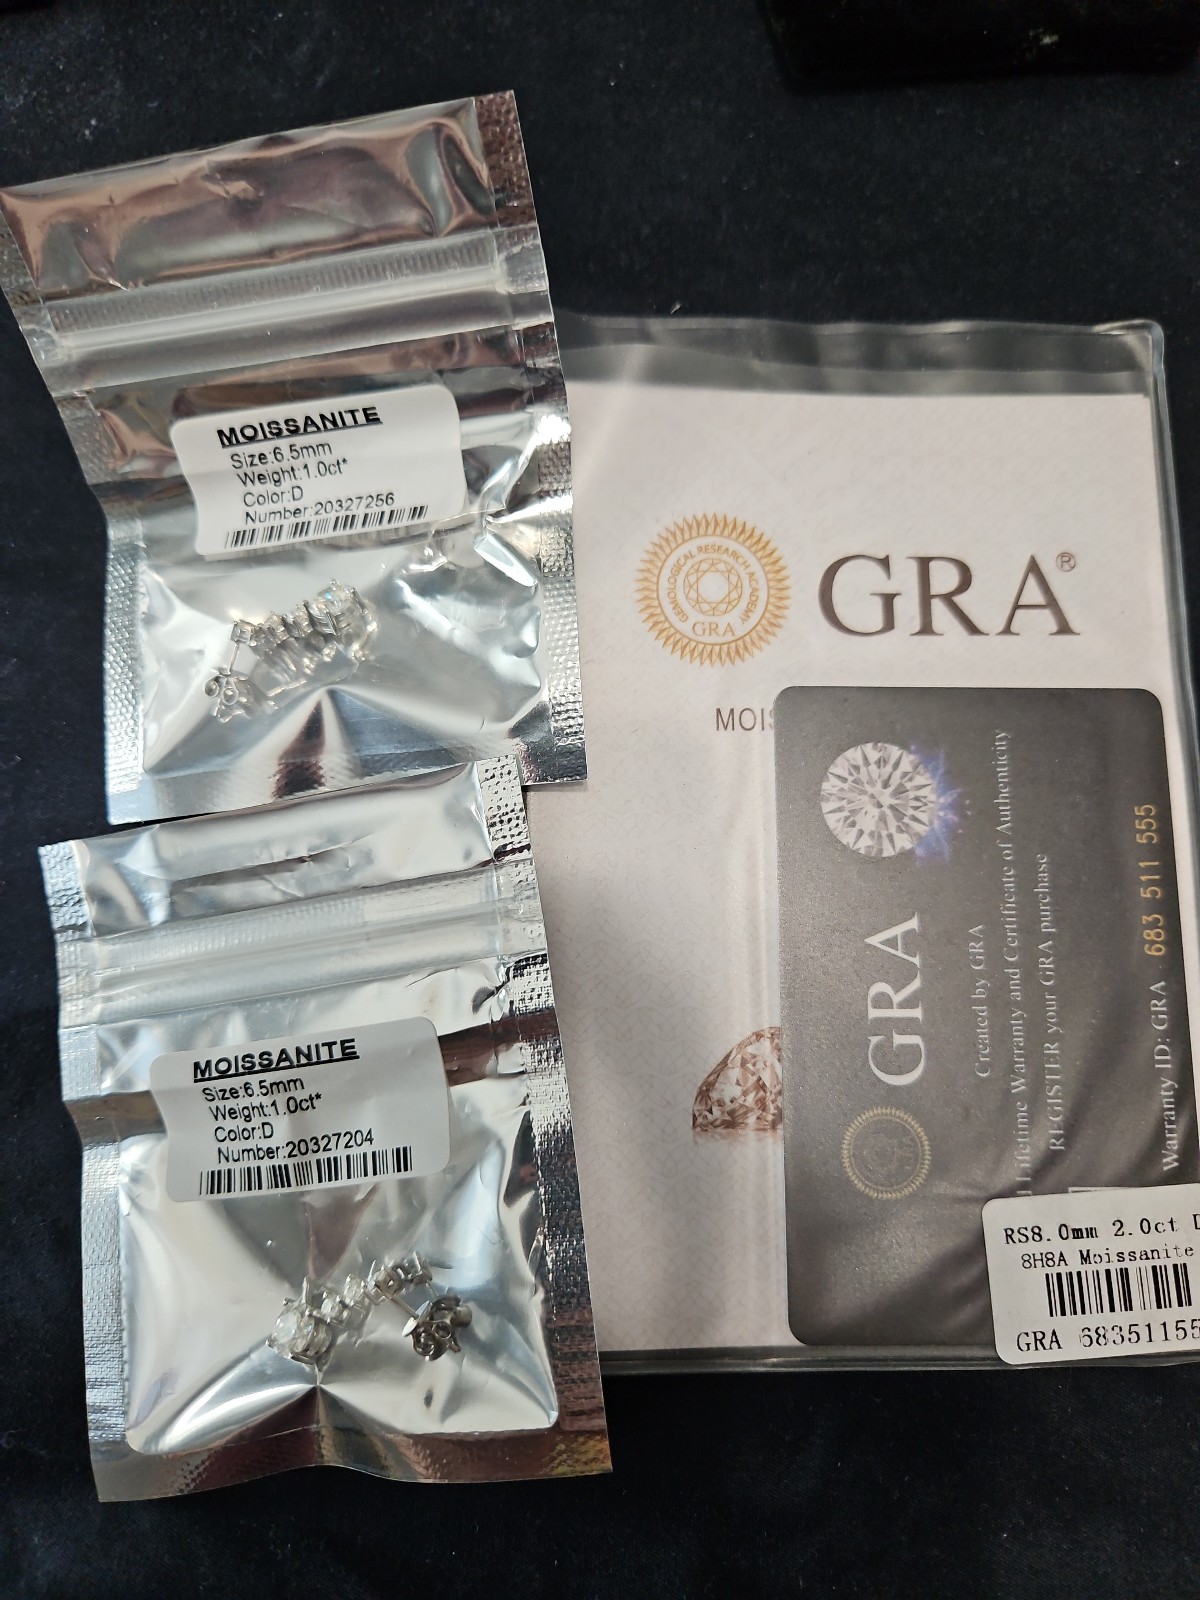 MOISSANITE
Size:6.5mm
Weight:1.0ct*
Color:D
Number:20327256
MOISSANITE
Size:6.5mm
Weight:1.0ct*
Color:D
Number:20327204
GEMOLOGICAL RESEARCH ACADEMY
GRA
GRA®
MOIS
GRA
Created by GRA
Lifetime Warranty and Certificate of Authenticity
REGISTER your GRA purchase
Warranty ID: GRA 683 511 555
RS8.0mm 2.0ct D
8H8A Moissanite
GRA 68351155